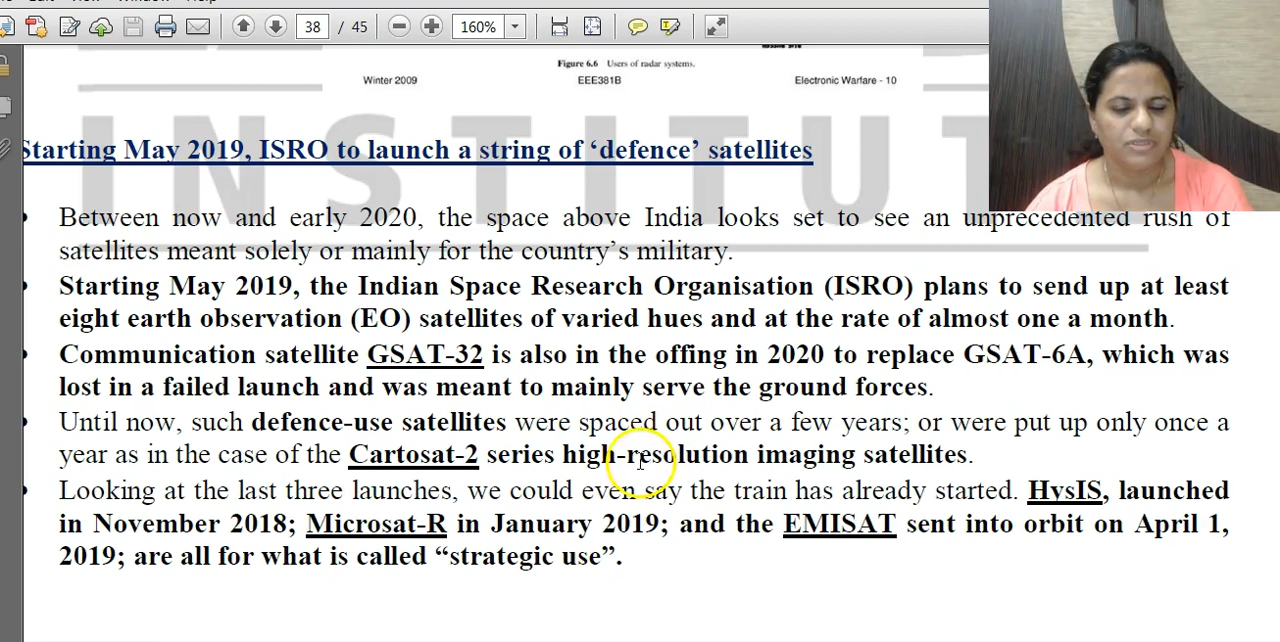 Window
38 / 45
160%
Figure 6.6 Users of radar systems.
Winter 2009 EEE381B Electronic Warfare - 10
INSTITUT
Starting May 2019, ISRO to launch a string of ‘defence’ satellites
Between now and early 2020, the space above India looks set to see an unprecedented rush of
satellites meant solely or mainly for the country’s military.
Starting May 2019, the Indian Space Research Organisation (ISRO) plans to send up at least
eight earth observation (EO) satellites of varied hues and at the rate of almost one a month.
Communication satellite GSAT-32 is also in the offing in 2020 to replace GSAT-6A, which was
lost in a failed launch and was meant to mainly serve the ground forces.
Until now, such defence-use satellites were spaced out over a few years; or were put up only once a
year as in the case of the Cartosat-2 series high-resolution imaging satellites.
Looking at the last three launches, we could even say the train has already started. HysIS, launched
in November 2018; Microsat-R in January 2019; and the EMISAT sent into orbit on April 1,
2019; are all for what is called “strategic use”.